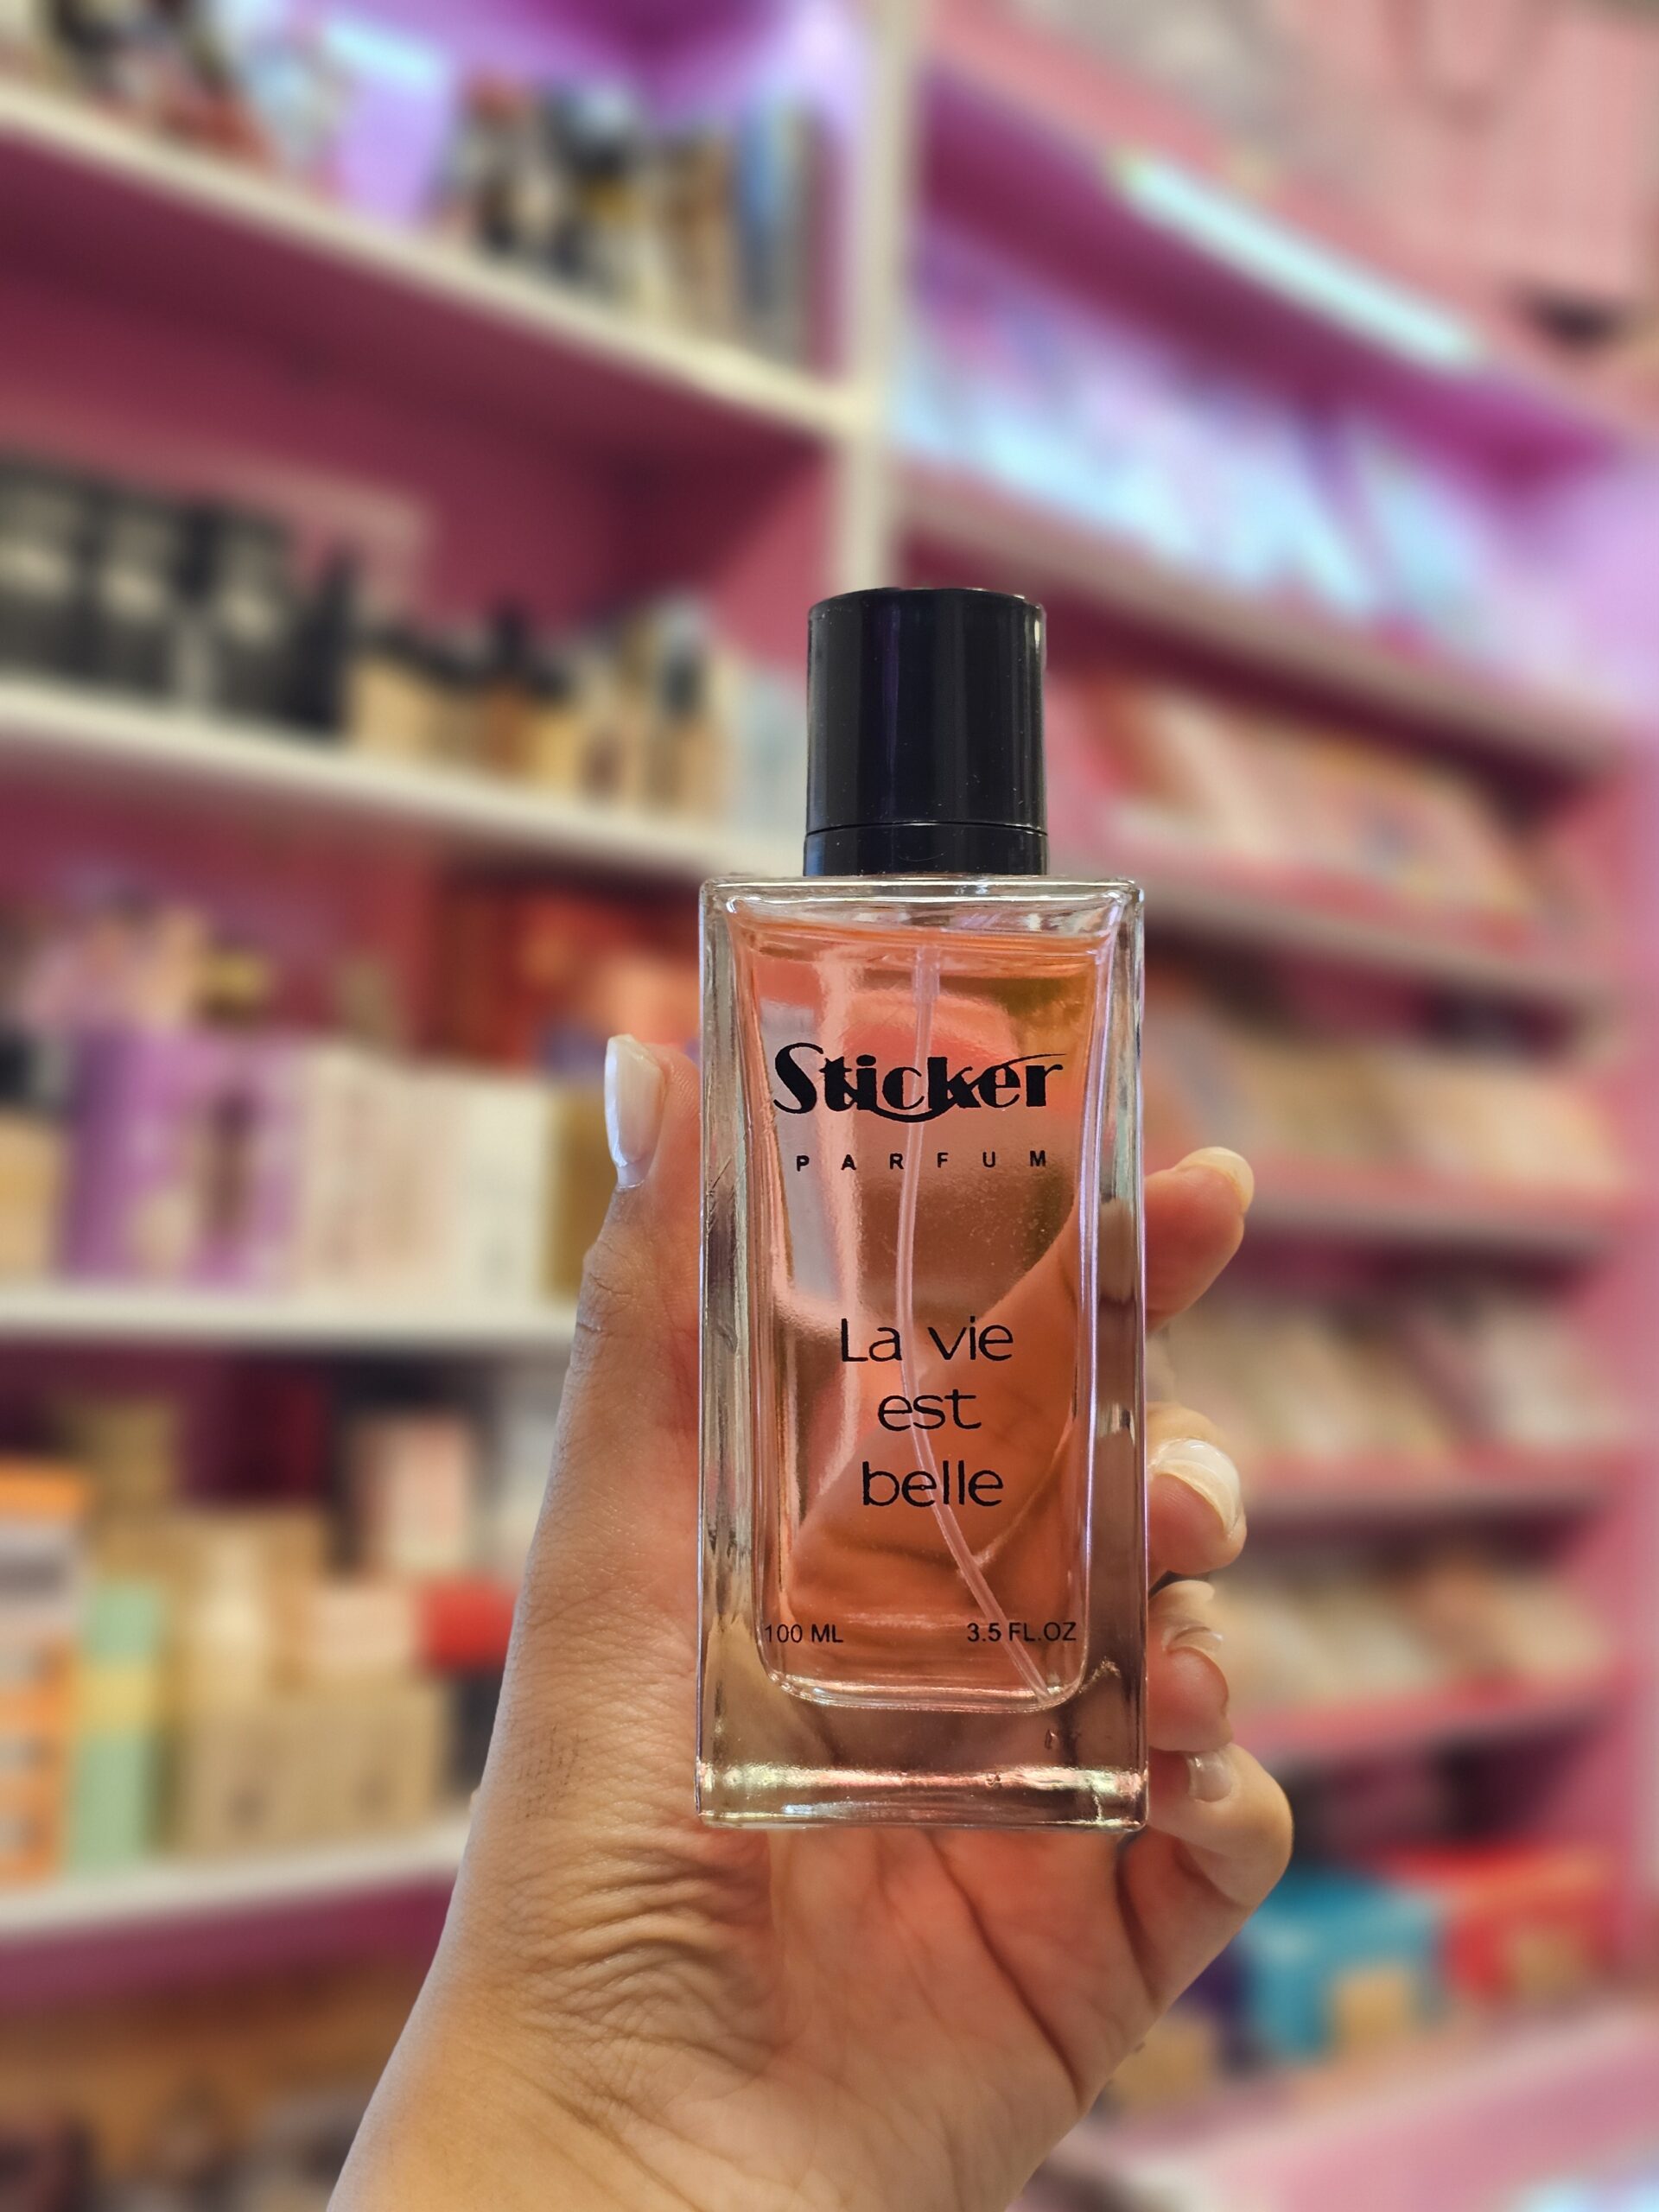 Sticker
PARFUM
La vie
est
belle
100 ML 3.5 FL.OZ